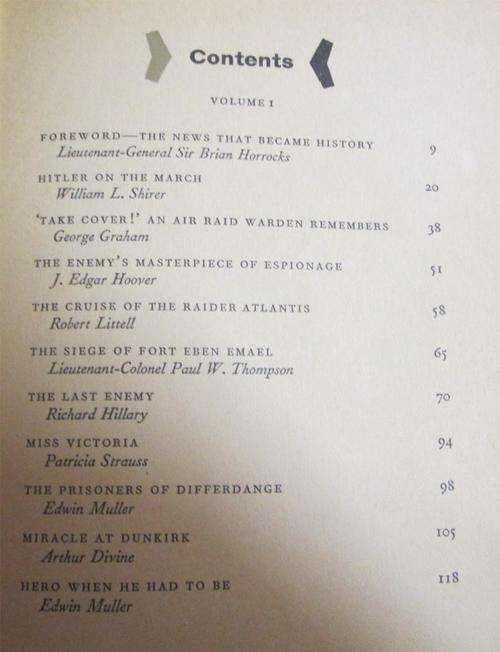 Contents
VOLUME I
FOREWORD—THE NEWS THAT BECAME HISTORY 9
Lieutenant-General Sir Brian Horrocks
HITLER ON THE MARCH 20
William L. Shirer
‘TAKE COVER!’ AN AIR RAID WARDEN REMEMBERS 38
George Graham
THE ENEMY’S MASTERPIECE OF ESPIONAGE 51
J. Edgar Hoover
THE CRUISE OF THE RAIDER ATLANTIS 58
Robert Littell
THE SIEGE OF FORT EBEN EMAEL 65
Lieutenant-Colonel Paul W. Thompson
THE LAST ENEMY 70
Richard Hillary
MISS VICTORIA 94
Patricia Strauss
THE PRISONERS OF DIFFERDANGE 98
Edwin Muller
MIRACLE AT DUNKIRK 105
Arthur Divine
HERO WHEN HE HAD TO BE 118
Edwin Muller